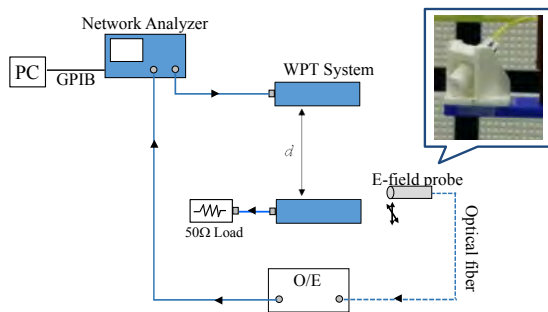 Network Analyzer
PC
GPIB
WPT System
d
E-field probe
50Ω Load
Optical fiber
O/E